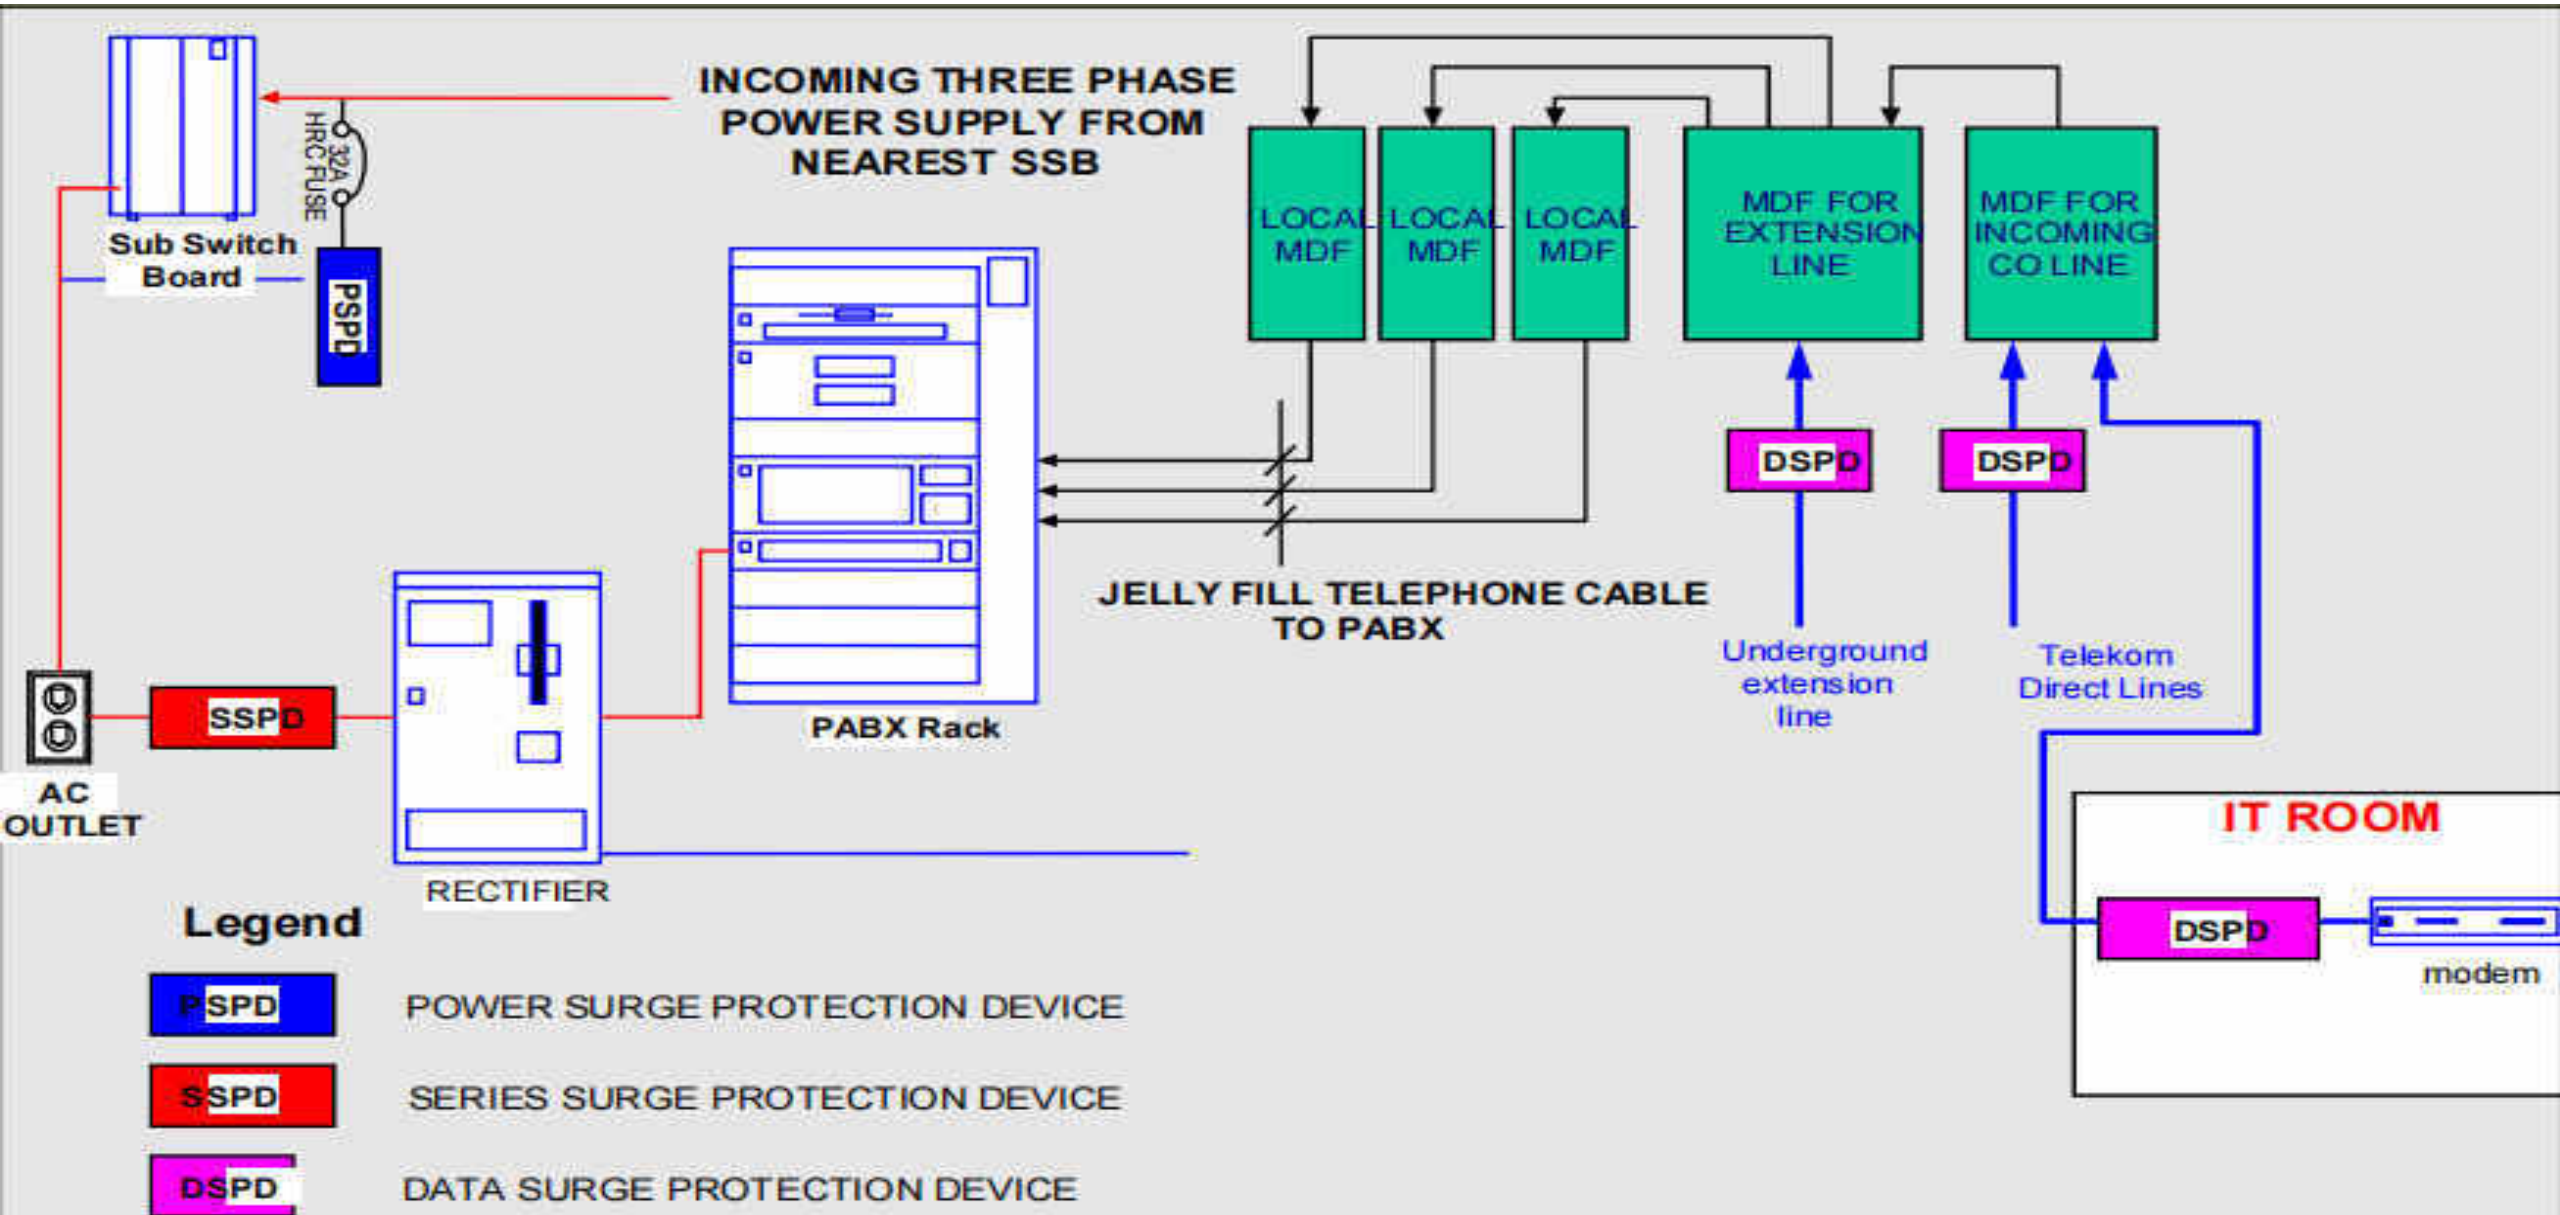 INCOMING THREE PHASE
POWER SUPPLY FROM
NEAREST SSB
32A
HRC FUSE
Sub Switch
Board
PSPD
LOCAL
MDF
LOCAL
MDF
LOCAL
MDF
MDF FOR
EXTENSION
LINE
MDF FOR
INCOMING
CO LINE
DSPD
DSPD
JELLY FILL TELEPHONE CABLE
TO PABX
Underground
extension
line
Telekom
Direct Lines
SSPD
PABX Rack
AC
OUTLET
RECTIFIER
IT ROOM
DSPD
modem
Legend
PSPD POWER SURGE PROTECTION DEVICE
SSPD SERIES SURGE PROTECTION DEVICE
DSPD DATA SURGE PROTECTION DEVICE